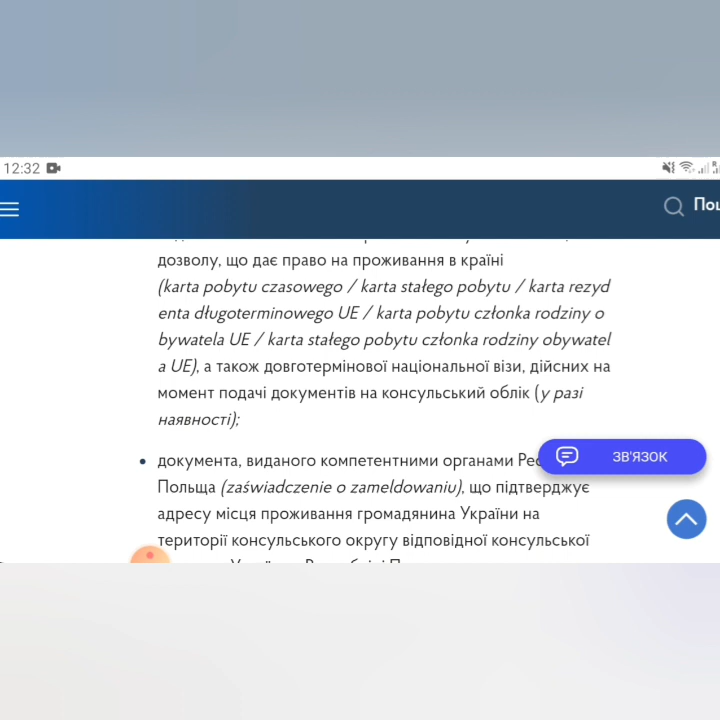 12:32
дозволу, що дає право на проживання в країні
(karta pobytu czasowego / karta stałego pobytu / karta rezyd
enta długoterminowego UE / karta pobytu członka rodziny o
bywatela UE / karta stałego pobytu członka rodziny obywatel
a UE), а також довготермінової національної візи, дійсних на
момент подачі документів на консульський облік (у разі
наявності);
• документа, виданого компетентними органами
ЗВ'ЯЗОК
Польща (zaświadczenie o zameldowaniu), що підтверджує
адресу місця проживання громадянина України на
території консульського округу відповідної консульської